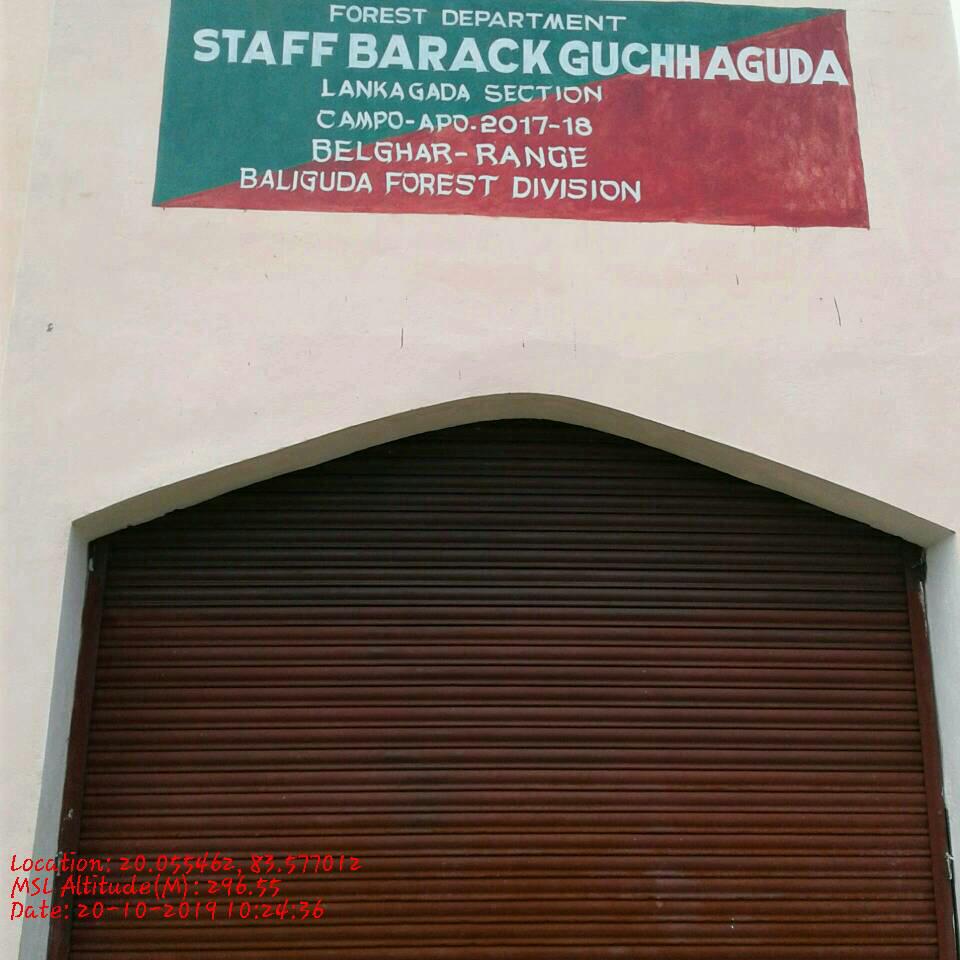 FOREST DEPARTMENT
STAFF BARACK GUCHHAGUDA
LANKAGADA SECTION
CAMPO-APO.2017-18
BELGHAR-RANGE
BALIGUDA FOREST DIVISION
Location: 20.055462, 83.577012
MSL Altitude(M): 296.55
Date: 20-10-2019 10:24:36